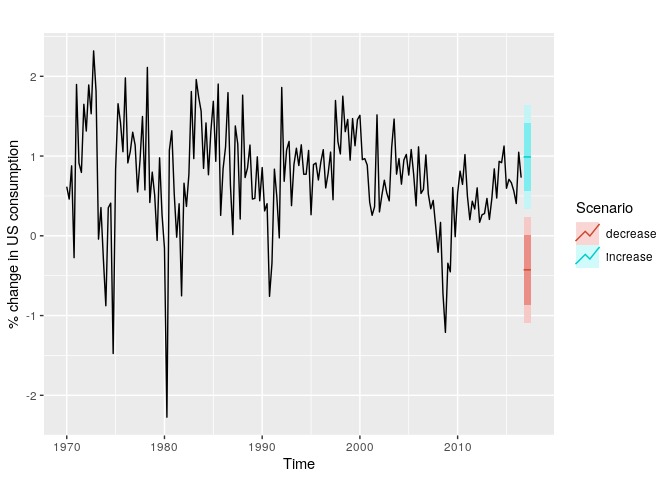 % change in US consumption
2
1
0
-1
-2
1970 1980 1990 2000 2010
Time
Scenario
decrease
increase